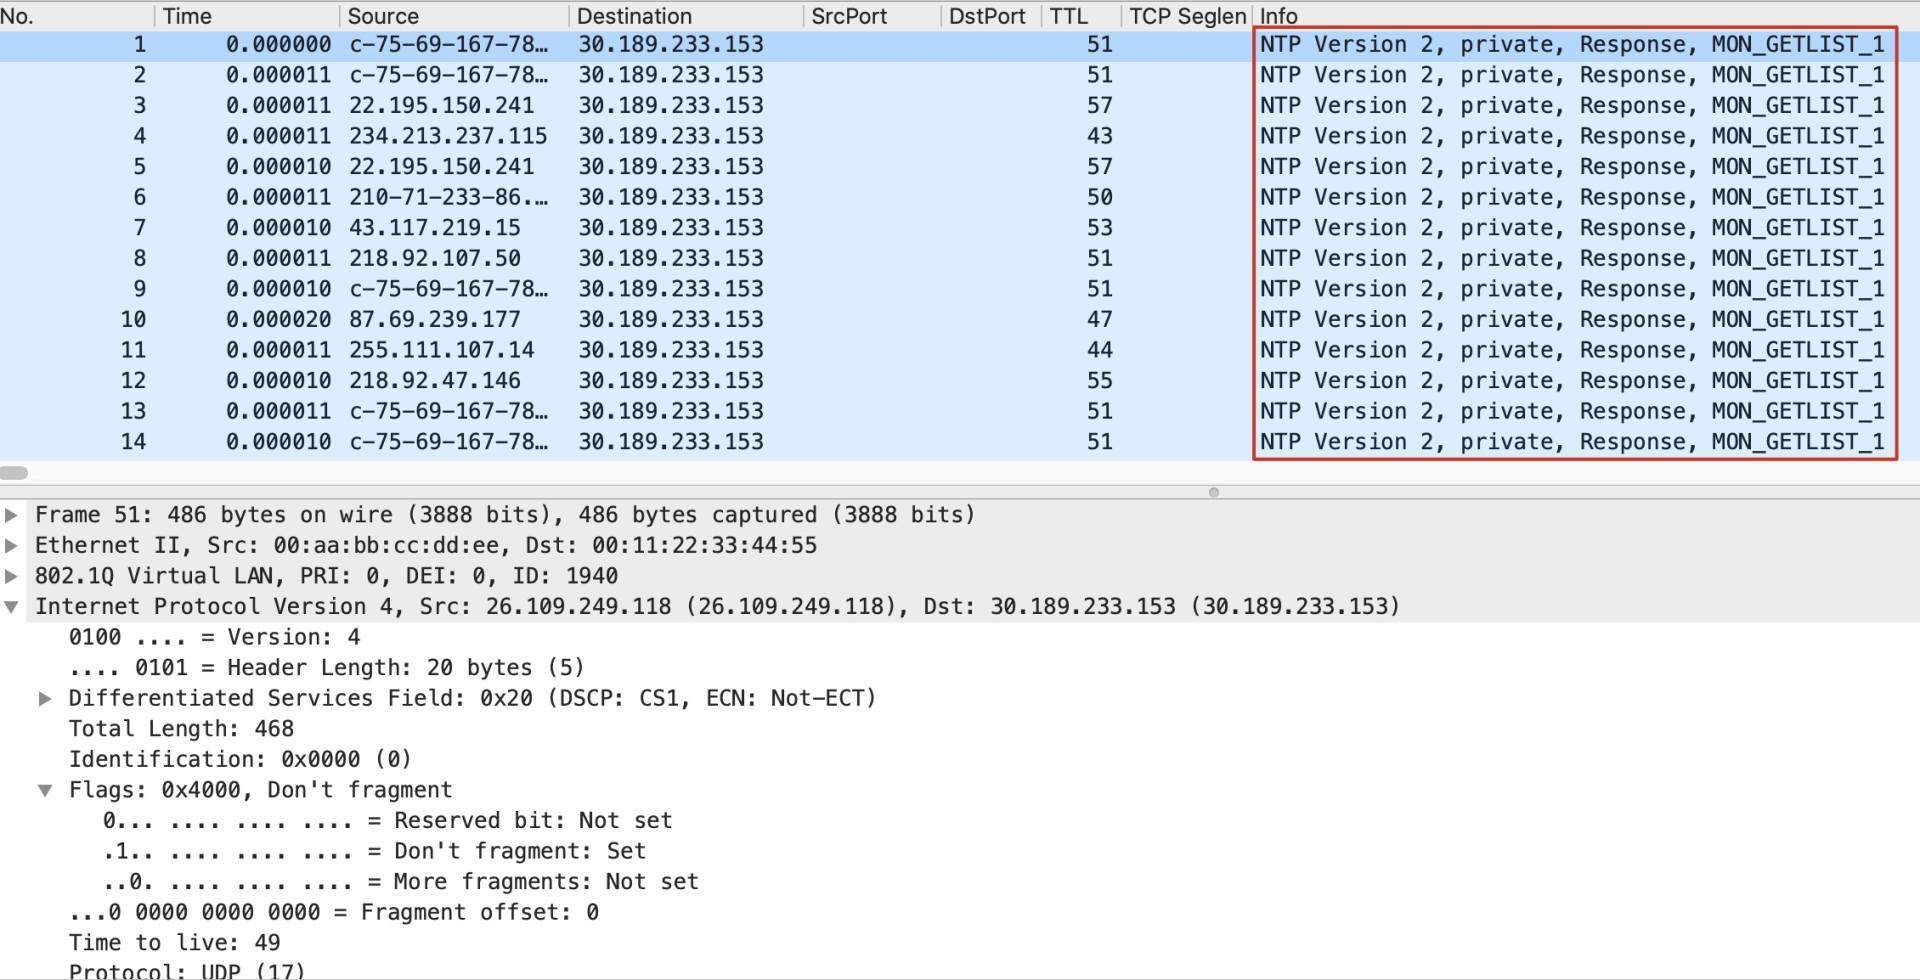 No. Time Source Destination SrcPort DstPort TTL TCP Seglen Info
1 0.000000 c-75-69-167-78… 30.189.233.153 51 NTP Version 2, private, Response, MON_GETLIST_1
2 0.000011 c-75-69-167-78… 30.189.233.153 51 NTP Version 2, private, Response, MON_GETLIST_1
3 0.000011 22.195.150.241 30.189.233.153 57 NTP Version 2, private, Response, MON_GETLIST_1
4 0.000011 234.213.237.115 30.189.233.153 43 NTP Version 2, private, Response, MON_GETLIST_1
5 0.000010 22.195.150.241 30.189.233.153 57 NTP Version 2, private, Response, MON_GETLIST_1
6 0.000011 210-71-233-86.… 30.189.233.153 50 NTP Version 2, private, Response, MON_GETLIST_1
7 0.000010 43.117.219.15 30.189.233.153 53 NTP Version 2, private, Response, MON_GETLIST_1
8 0.000011 218.92.107.50 30.189.233.153 51 NTP Version 2, private, Response, MON_GETLIST_1
9 0.000010 c-75-69-167-78… 30.189.233.153 51 NTP Version 2, private, Response, MON_GETLIST_1
10 0.000020 87.69.239.177 30.189.233.153 47 NTP Version 2, private, Response, MON_GETLIST_1
11 0.000011 255.111.107.14 30.189.233.153 44 NTP Version 2, private, Response, MON_GETLIST_1
12 0.000010 218.92.47.146 30.189.233.153 55 NTP Version 2, private, Response, MON_GETLIST_1
13 0.000011 c-75-69-167-78… 30.189.233.153 51 NTP Version 2, private, Response, MON_GETLIST_1
14 0.000010 c-75-69-167-78… 30.189.233.153 51 NTP Version 2, private, Response, MON_GETLIST_1
Frame 51: 486 bytes on wire (3888 bits), 486 bytes captured (3888 bits)
Ethernet II, Src: 00:aa:bb:cc:dd:ee, Dst: 00:11:22:33:44:55
802.1Q Virtual LAN, PRI: 0, DEI: 0, ID: 1940
Internet Protocol Version 4, Src: 26.109.249.118 (26.109.249.118), Dst: 30.189.233.153 (30.189.233.153)
0100 .... = Version: 4
.... 0101 = Header Length: 20 bytes (5)
Differentiated Services Field: 0x20 (DSCP: CS1, ECN: Not-ECT)
Total Length: 468
Identification: 0x0000 (0)
Flags: 0x4000, Don't fragment
0... .... .... .... = Reserved bit: Not set
.1.. .... .... .... = Don't fragment: Set
..0. .... .... .... = More fragments: Not set
...0 0000 0000 0000 = Fragment offset: 0
Time to live: 49
Protocol: UDP (17)